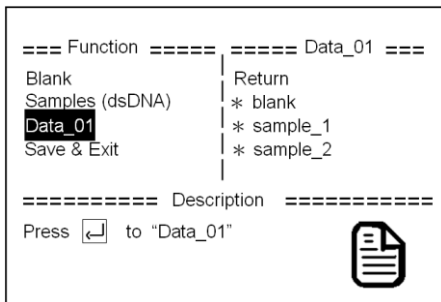 === Function ===== ===== Data_01 ===
Blank
Samples (dsDNA)
Data_01
Save & Exit
Return
* blank
* sample_1
* sample_2
========== Description ===========
Press ↵ to “Data_01”